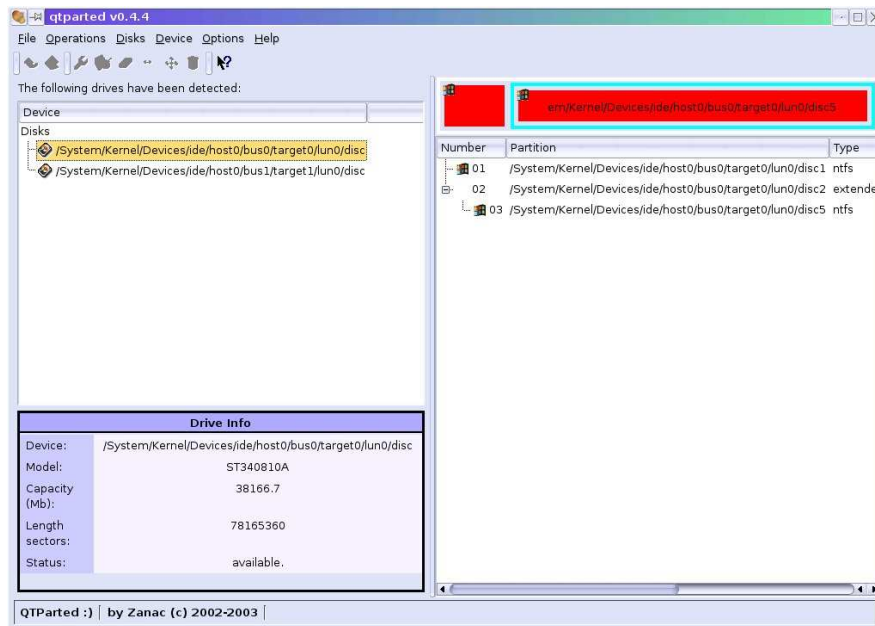 qtparted v0.4.4
File Operations Disks Device Options Help
The following drives have been detected:
Device
Disks
/System/Kernel/Devices/ide/host0/bus0/target0/lun0/disc
/System/Kernel/Devices/ide/host0/bus1/target1/lun0/disc
em/Kernel/Devices/ide/host0/bus0/target0/lun0/disc5
Number Partition Type
01 /System/Kernel/Devices/ide/host0/bus0/target0/lun0/disc1 ntfs
02 /System/Kernel/Devices/ide/host0/bus0/target0/lun0/disc2 extende
03 /System/Kernel/Devices/ide/host0/bus0/target0/lun0/disc5 ntfs
Drive Info
Device: /System/Kernel/Devices/ide/host0/bus0/target0/lun0/disc
Model: ST340810A
Capacity (Mb): 38166.7
Length sectors: 78165360
Status: available.
QTParted :) by Zanac (c) 2002-2003